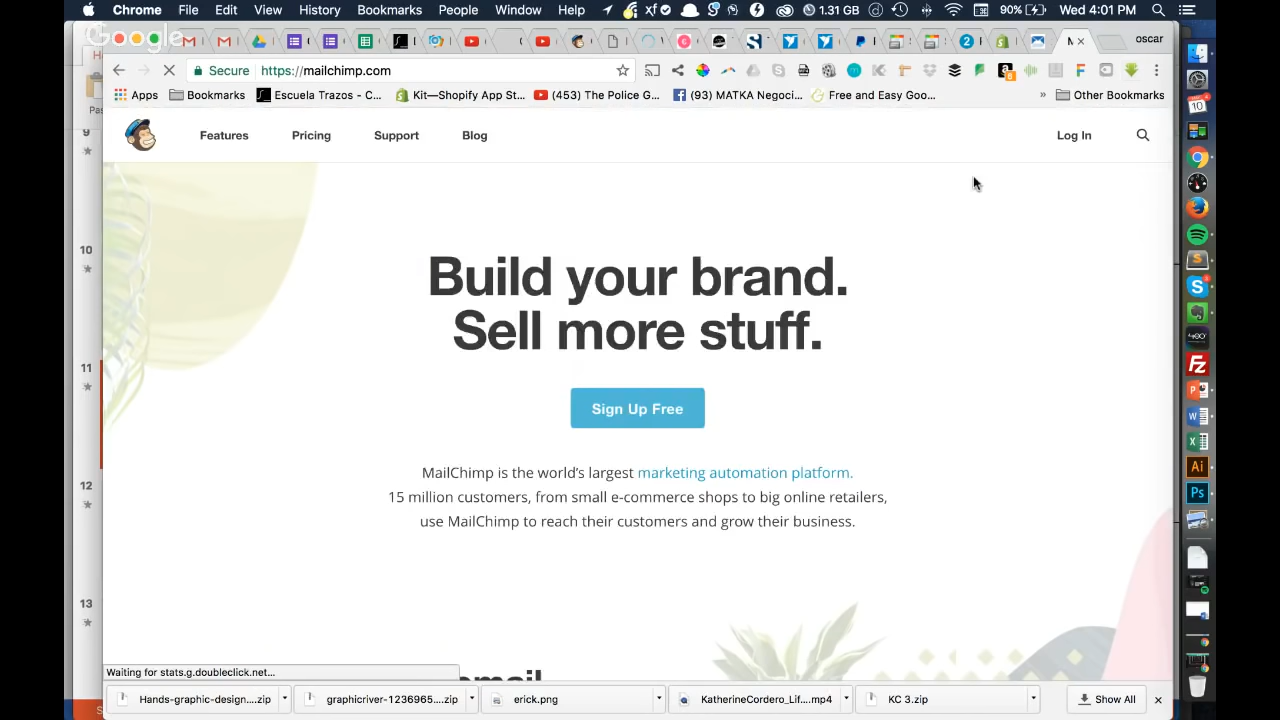 Chrome File Edit View History Bookmarks People Window Help 1.31 GB 90% Wed 4:01 PM
Google
oscar
Secure https://mailchimp.com
Apps Bookmarks Escuela Trazos - C... Kit—Shopify Sy St... (453) The Police G... (93) MATKA Neo... Free and Easy Goo... » Other Bookmarks
Features Pricing Support Blog Log In
Build your brand.
Sell more stuff.
Sign Up Free
MailChimp is the world's largest marketing automation platform.
15 million customers, from small e-commerce shops to big online retailers,
use MailChimp to reach their customers and grow their business.
9
10
11
12
13
Waiting for stats.g.doubleclick.net...
Hands-graphic-design....zip graphicriver-1236965....zip erick.png KatherineCordero_Lif....mp4 KC 3.zip Show All